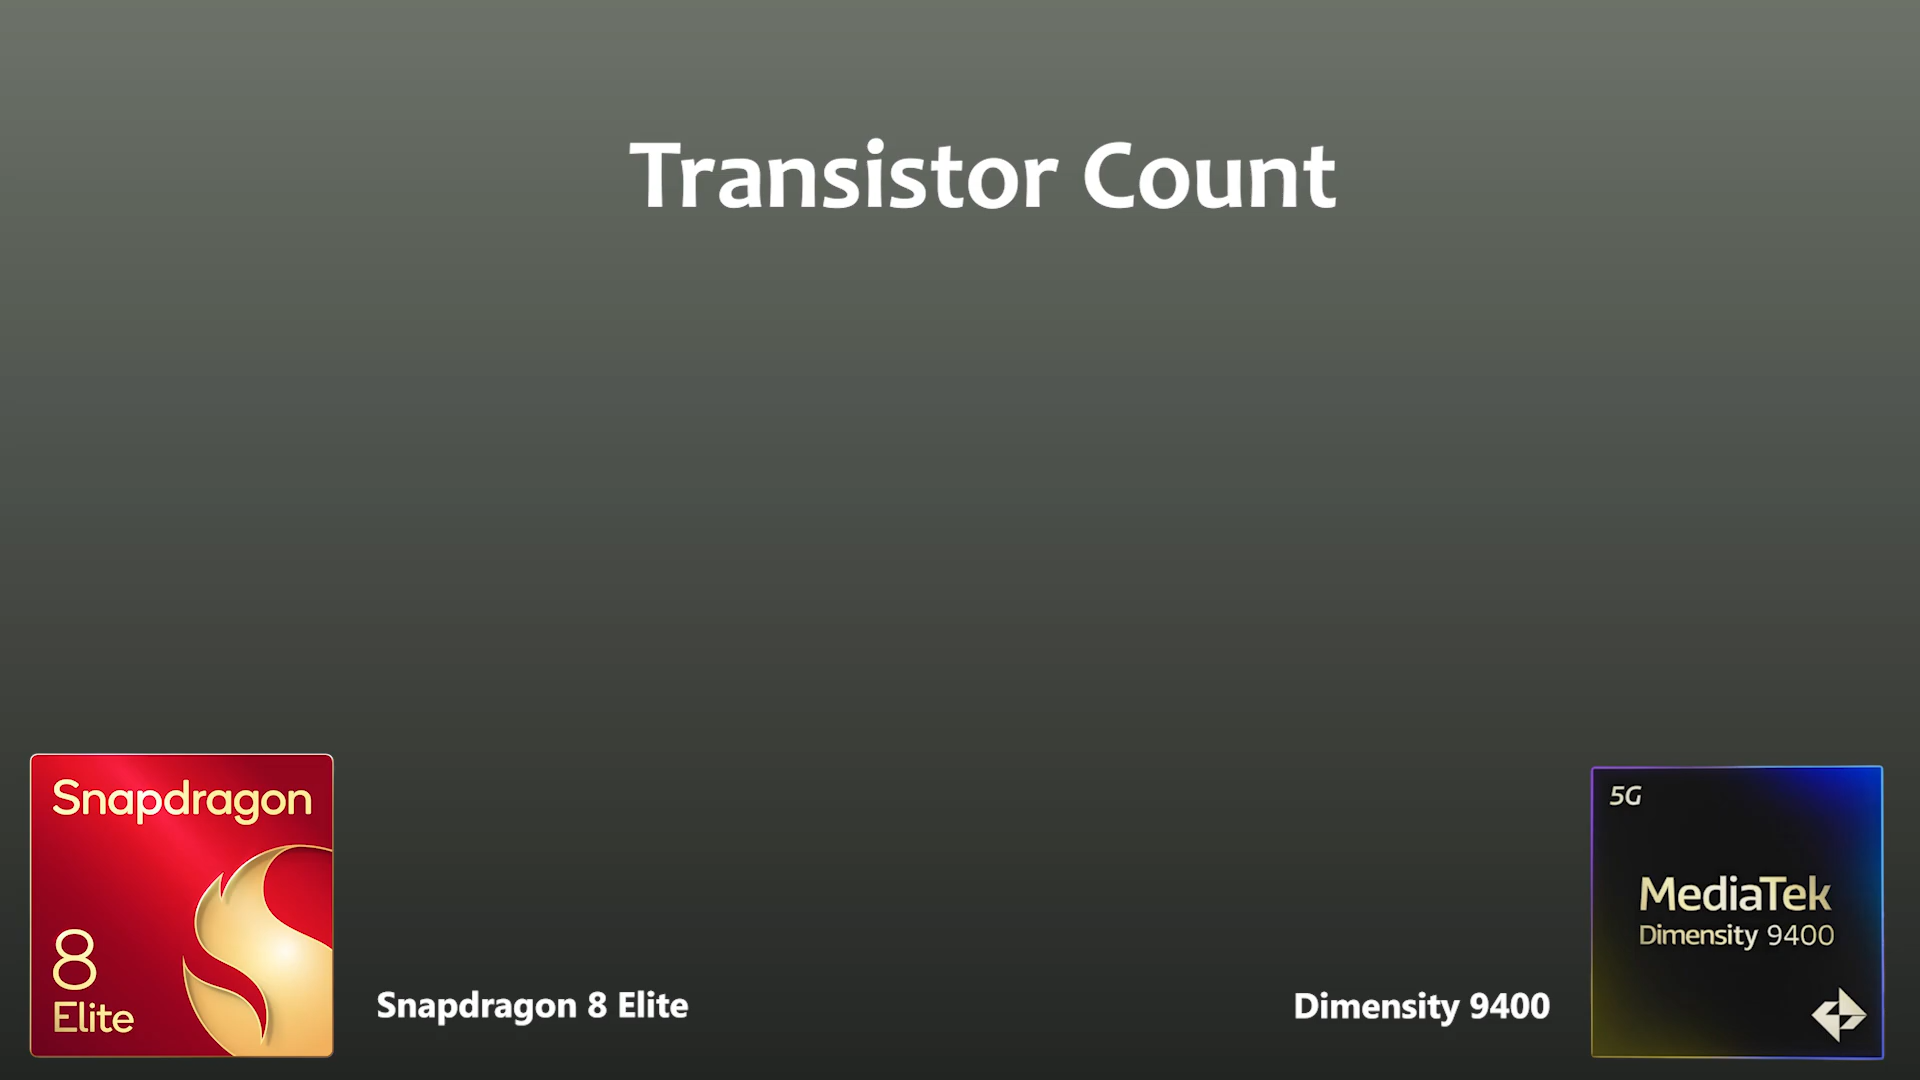 Transistor Count
Snapdragon
8
Elite
Snapdragon 8 Elite
Dimensity 9400
5G
MediaTek
Dimensity 9400